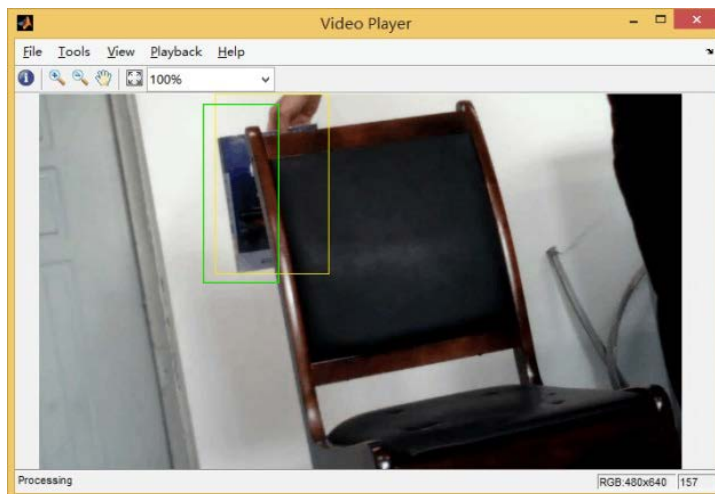 Video Player
File Tools View Playback Help
100%
Processing
RGB:480x640 157